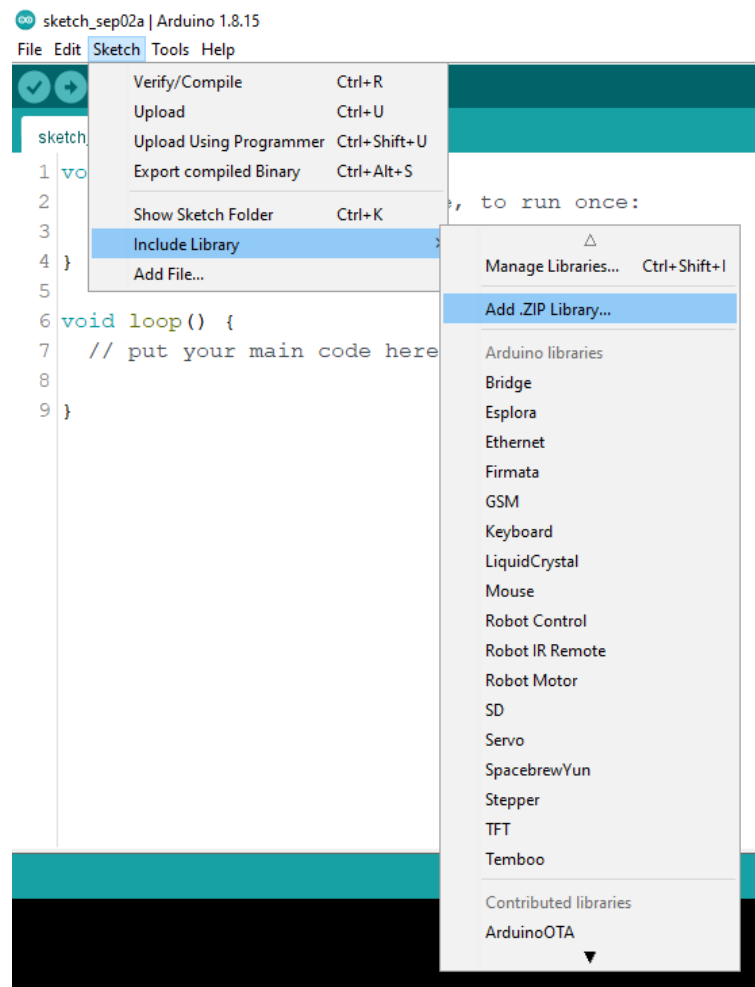 sketch_sep02a | Arduino 1.8.15
File Edit Sketch Tools Help
Verify/Compile Ctrl+R
Upload Ctrl+U
Upload Using Programmer Ctrl+Shift+U
Export compiled Binary Ctrl+Alt+S
Show Sketch Folder Ctrl+K
Include Library
Add File...
sketch_
1 vo
2 , to run once:
3
4 }
5
6 void loop() {
7 // put your main code here
8
9 }
Manage Libraries... Ctrl+Shift+I
Add .ZIP Library...
Arduino libraries
Bridge
Esplora
Ethernet
Firmata
GSM
Keyboard
LiquidCrystal
Mouse
Robot Control
Robot IR Remote
Robot Motor
SD
Servo
SpacebrewYun
Stepper
TFT
Temboo
Contributed libraries
ArduinoOTA